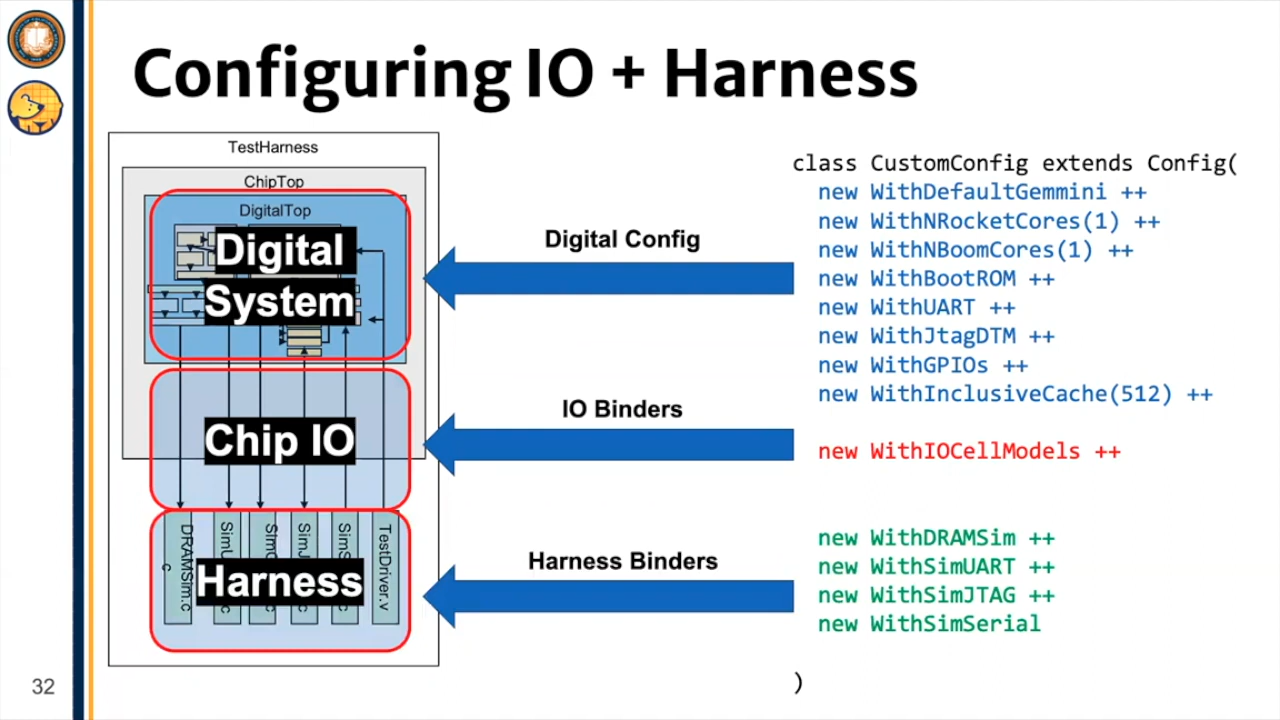 Configuring IO + Harness
TestHarness
ChipTop
DigitalTop
Digital
System
Chip IO
DRAMSim.c
c
TestDriver.v
Harness
Digital Config
IO Binders
Harness Binders
class CustomConfig extends Config(
new WithDefaultGemmini ++
new WithNRocketCores(1) ++
new WithNBoomCores(1) ++
new WithBootROM ++
new WithUART ++
new WithJtagDTM ++
new WithGPIOs ++
new WithInclusiveCache(512) ++
new WithIOCellModels ++
new WithDRAMSim ++
new WithSimUART ++
new WithSimJTAG ++
new WithSimSerial
)
32